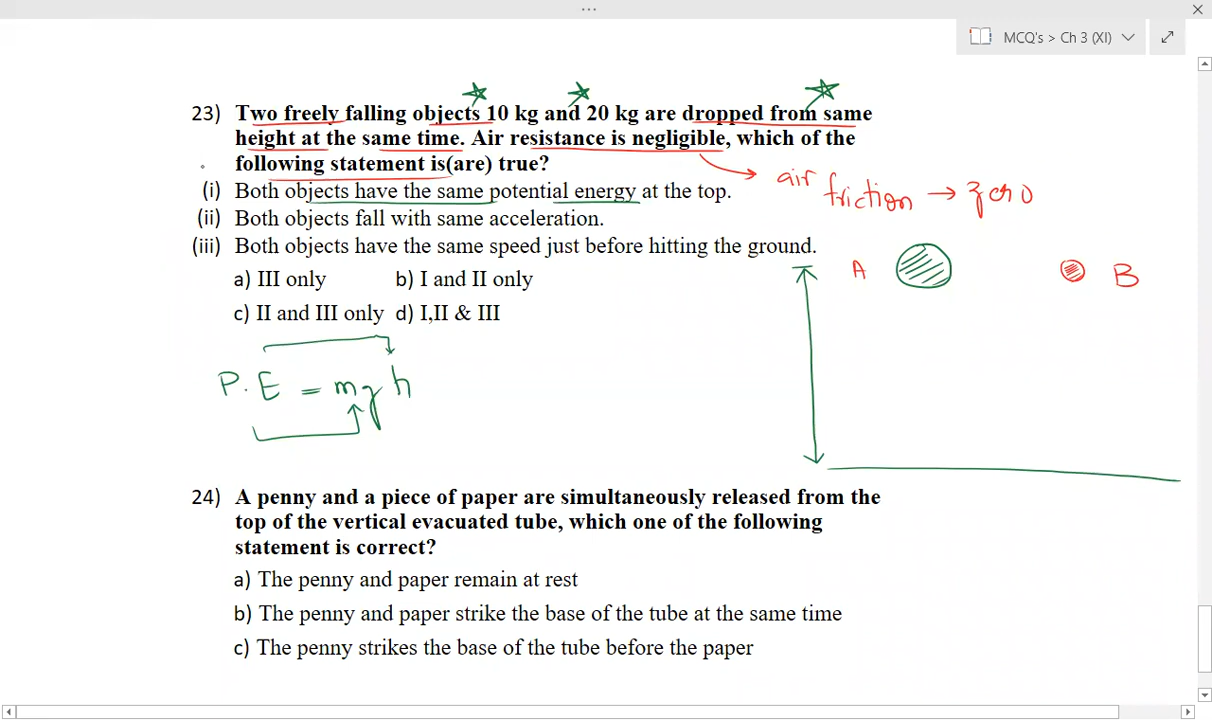 MCQ's > Ch 3 (XI)
23) Two freely falling objects 10 kg and 20 kg are dropped from same
height at the same time. Air resistance is negligible, which of the
following statement is(are) true?
air friction → zero
(i) Both objects have the same potential energy at the top.
(ii) Both objects fall with same acceleration.
(iii) Both objects have the same speed just before hitting the ground.
A
B
a) III only b) I and II only
c) II and III only d) I,II & III
P.E = mgh
24) A penny and a piece of paper are simultaneously released from the
top of the vertical evacuated tube, which one of the following
statement is correct?
a) The penny and paper remain at rest
b) The penny and paper strike the base of the tube at the same time
c) The penny strikes the base of the tube before the paper